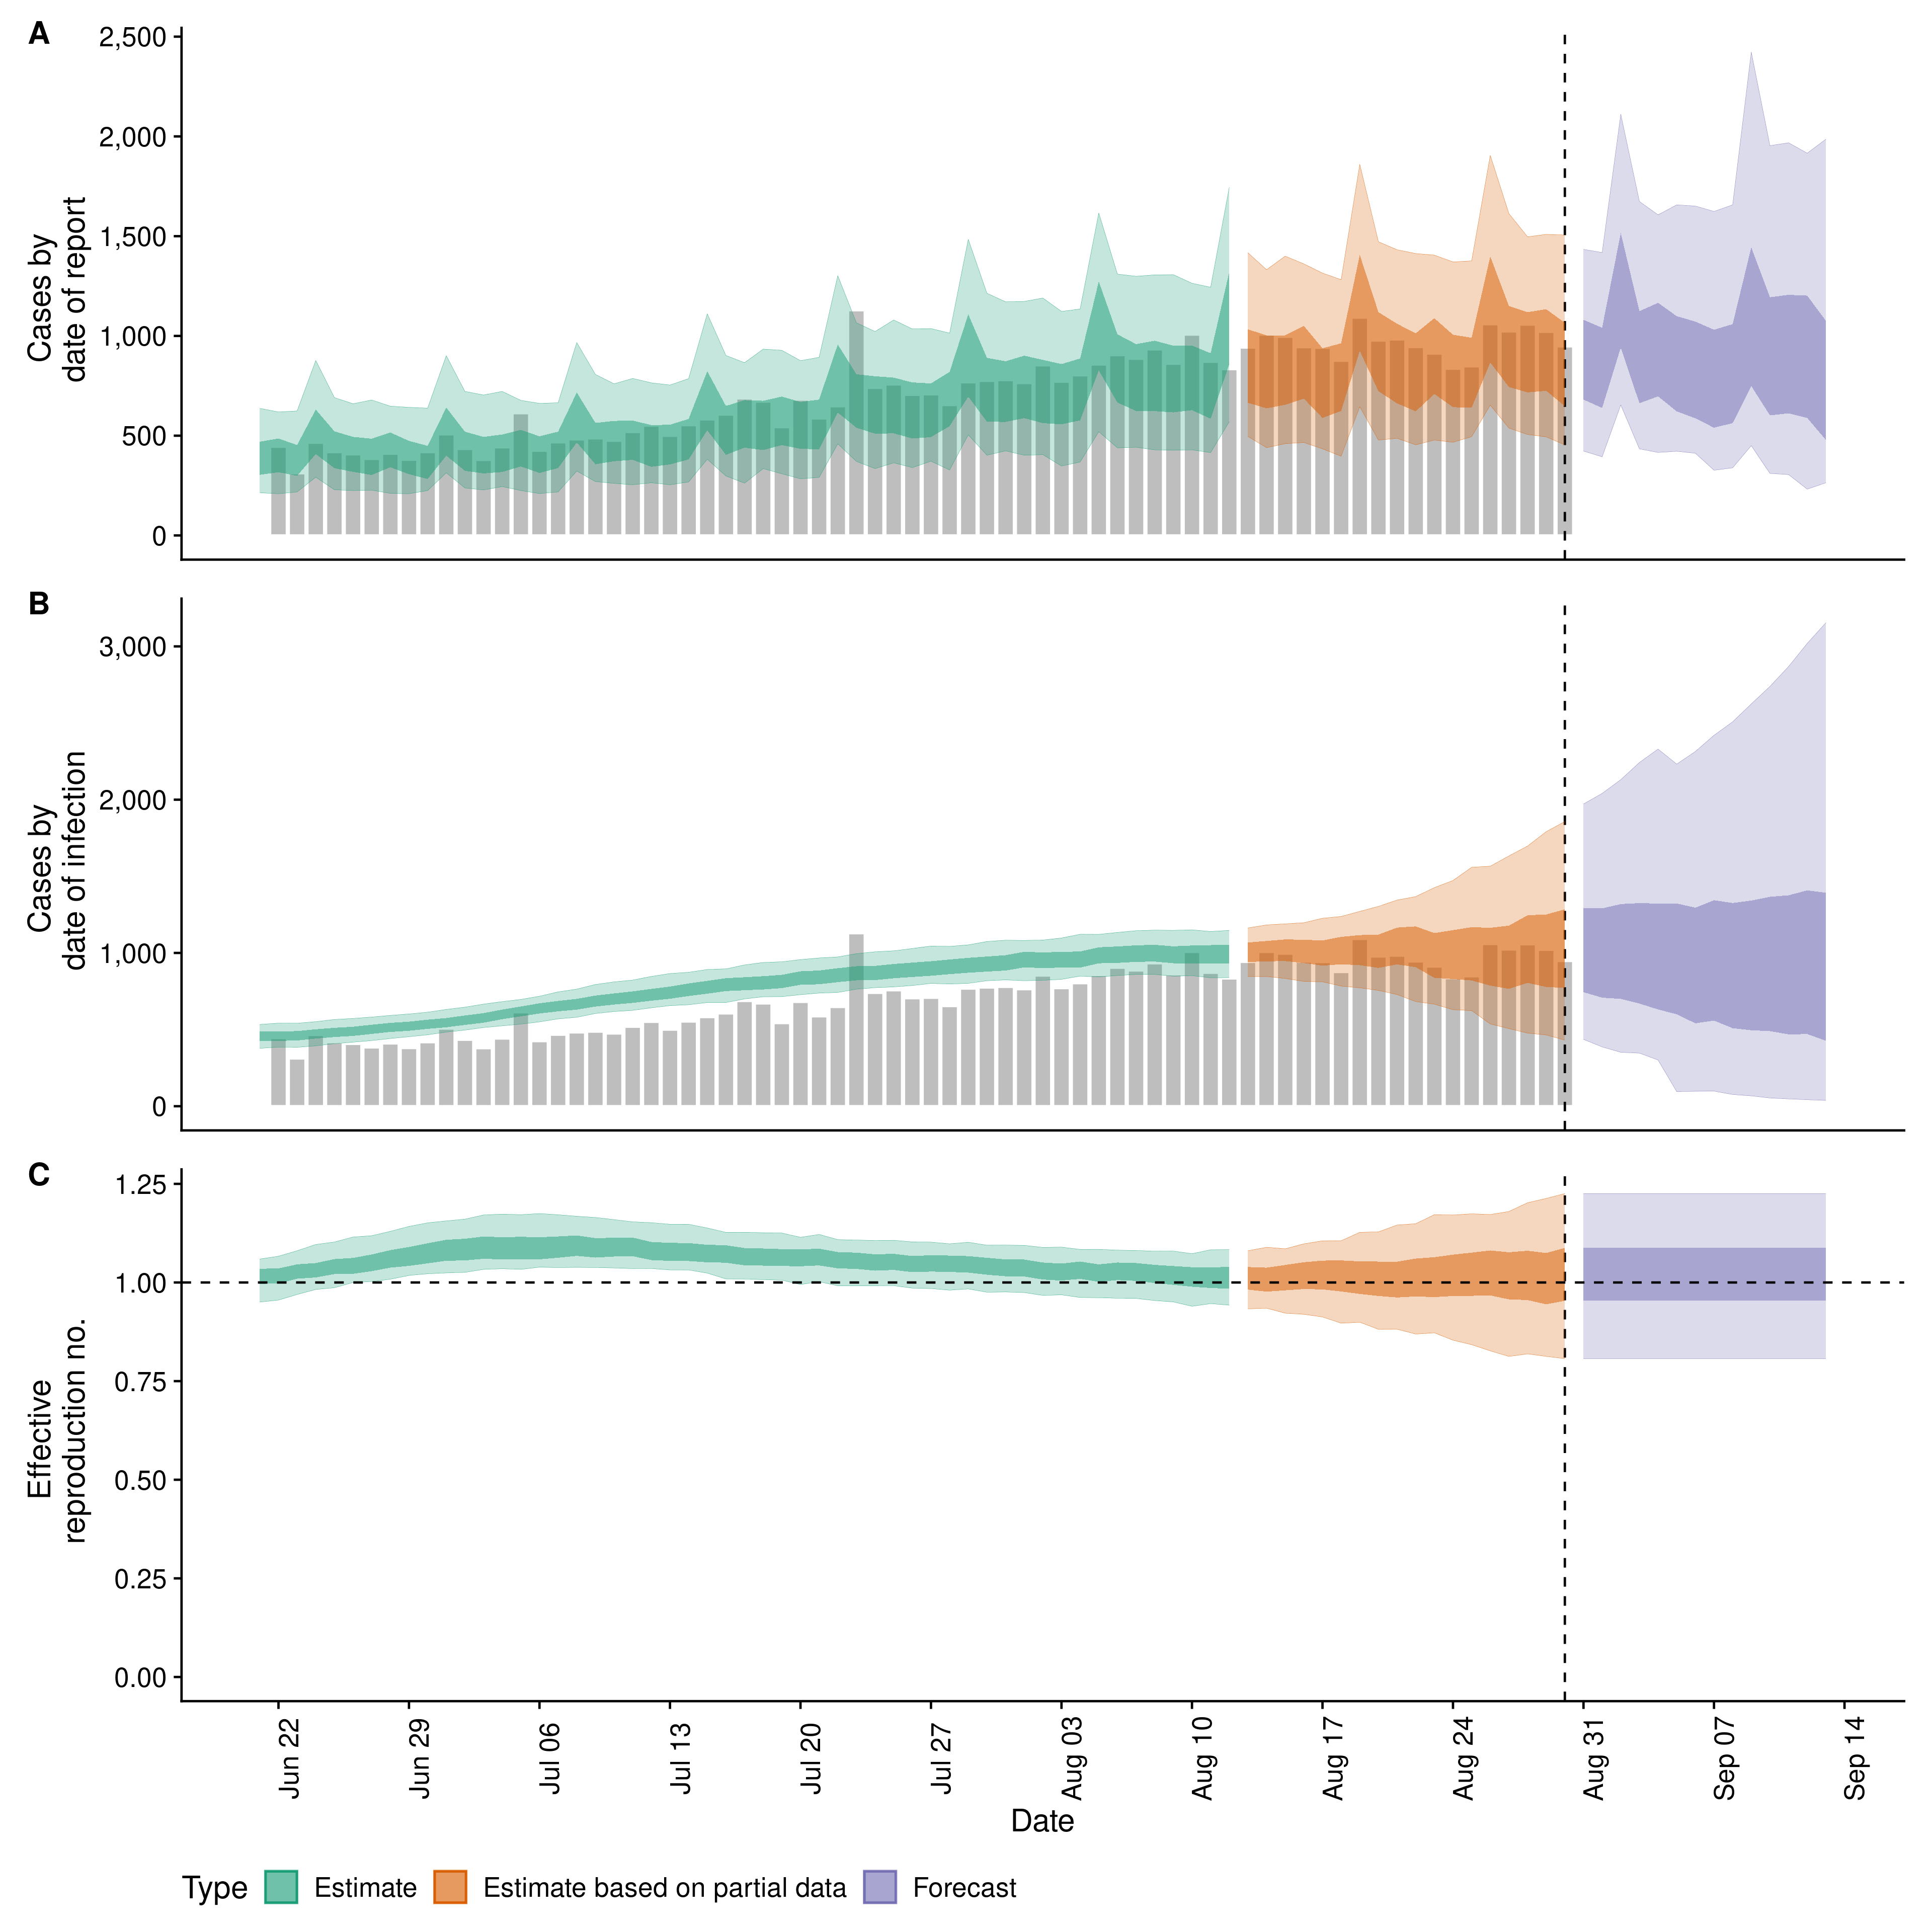 A
2,500
2,000
1,500
1,000
500
0
Cases by
date of report
B
3,000
2,000
1,000
0
Cases by
date of infection
C
1.25
1.00
0.75
0.50
0.25
0.00
Effective
reproduction no.
Jun 22
Jun 29
Jul 06
Jul 13
Jul 20
Jul 27
Aug 03
Aug 10
Aug 17
Aug 24
Aug 31
Sep 07
Sep 14
Date
Type Estimate Estimate based on partial data Forecast